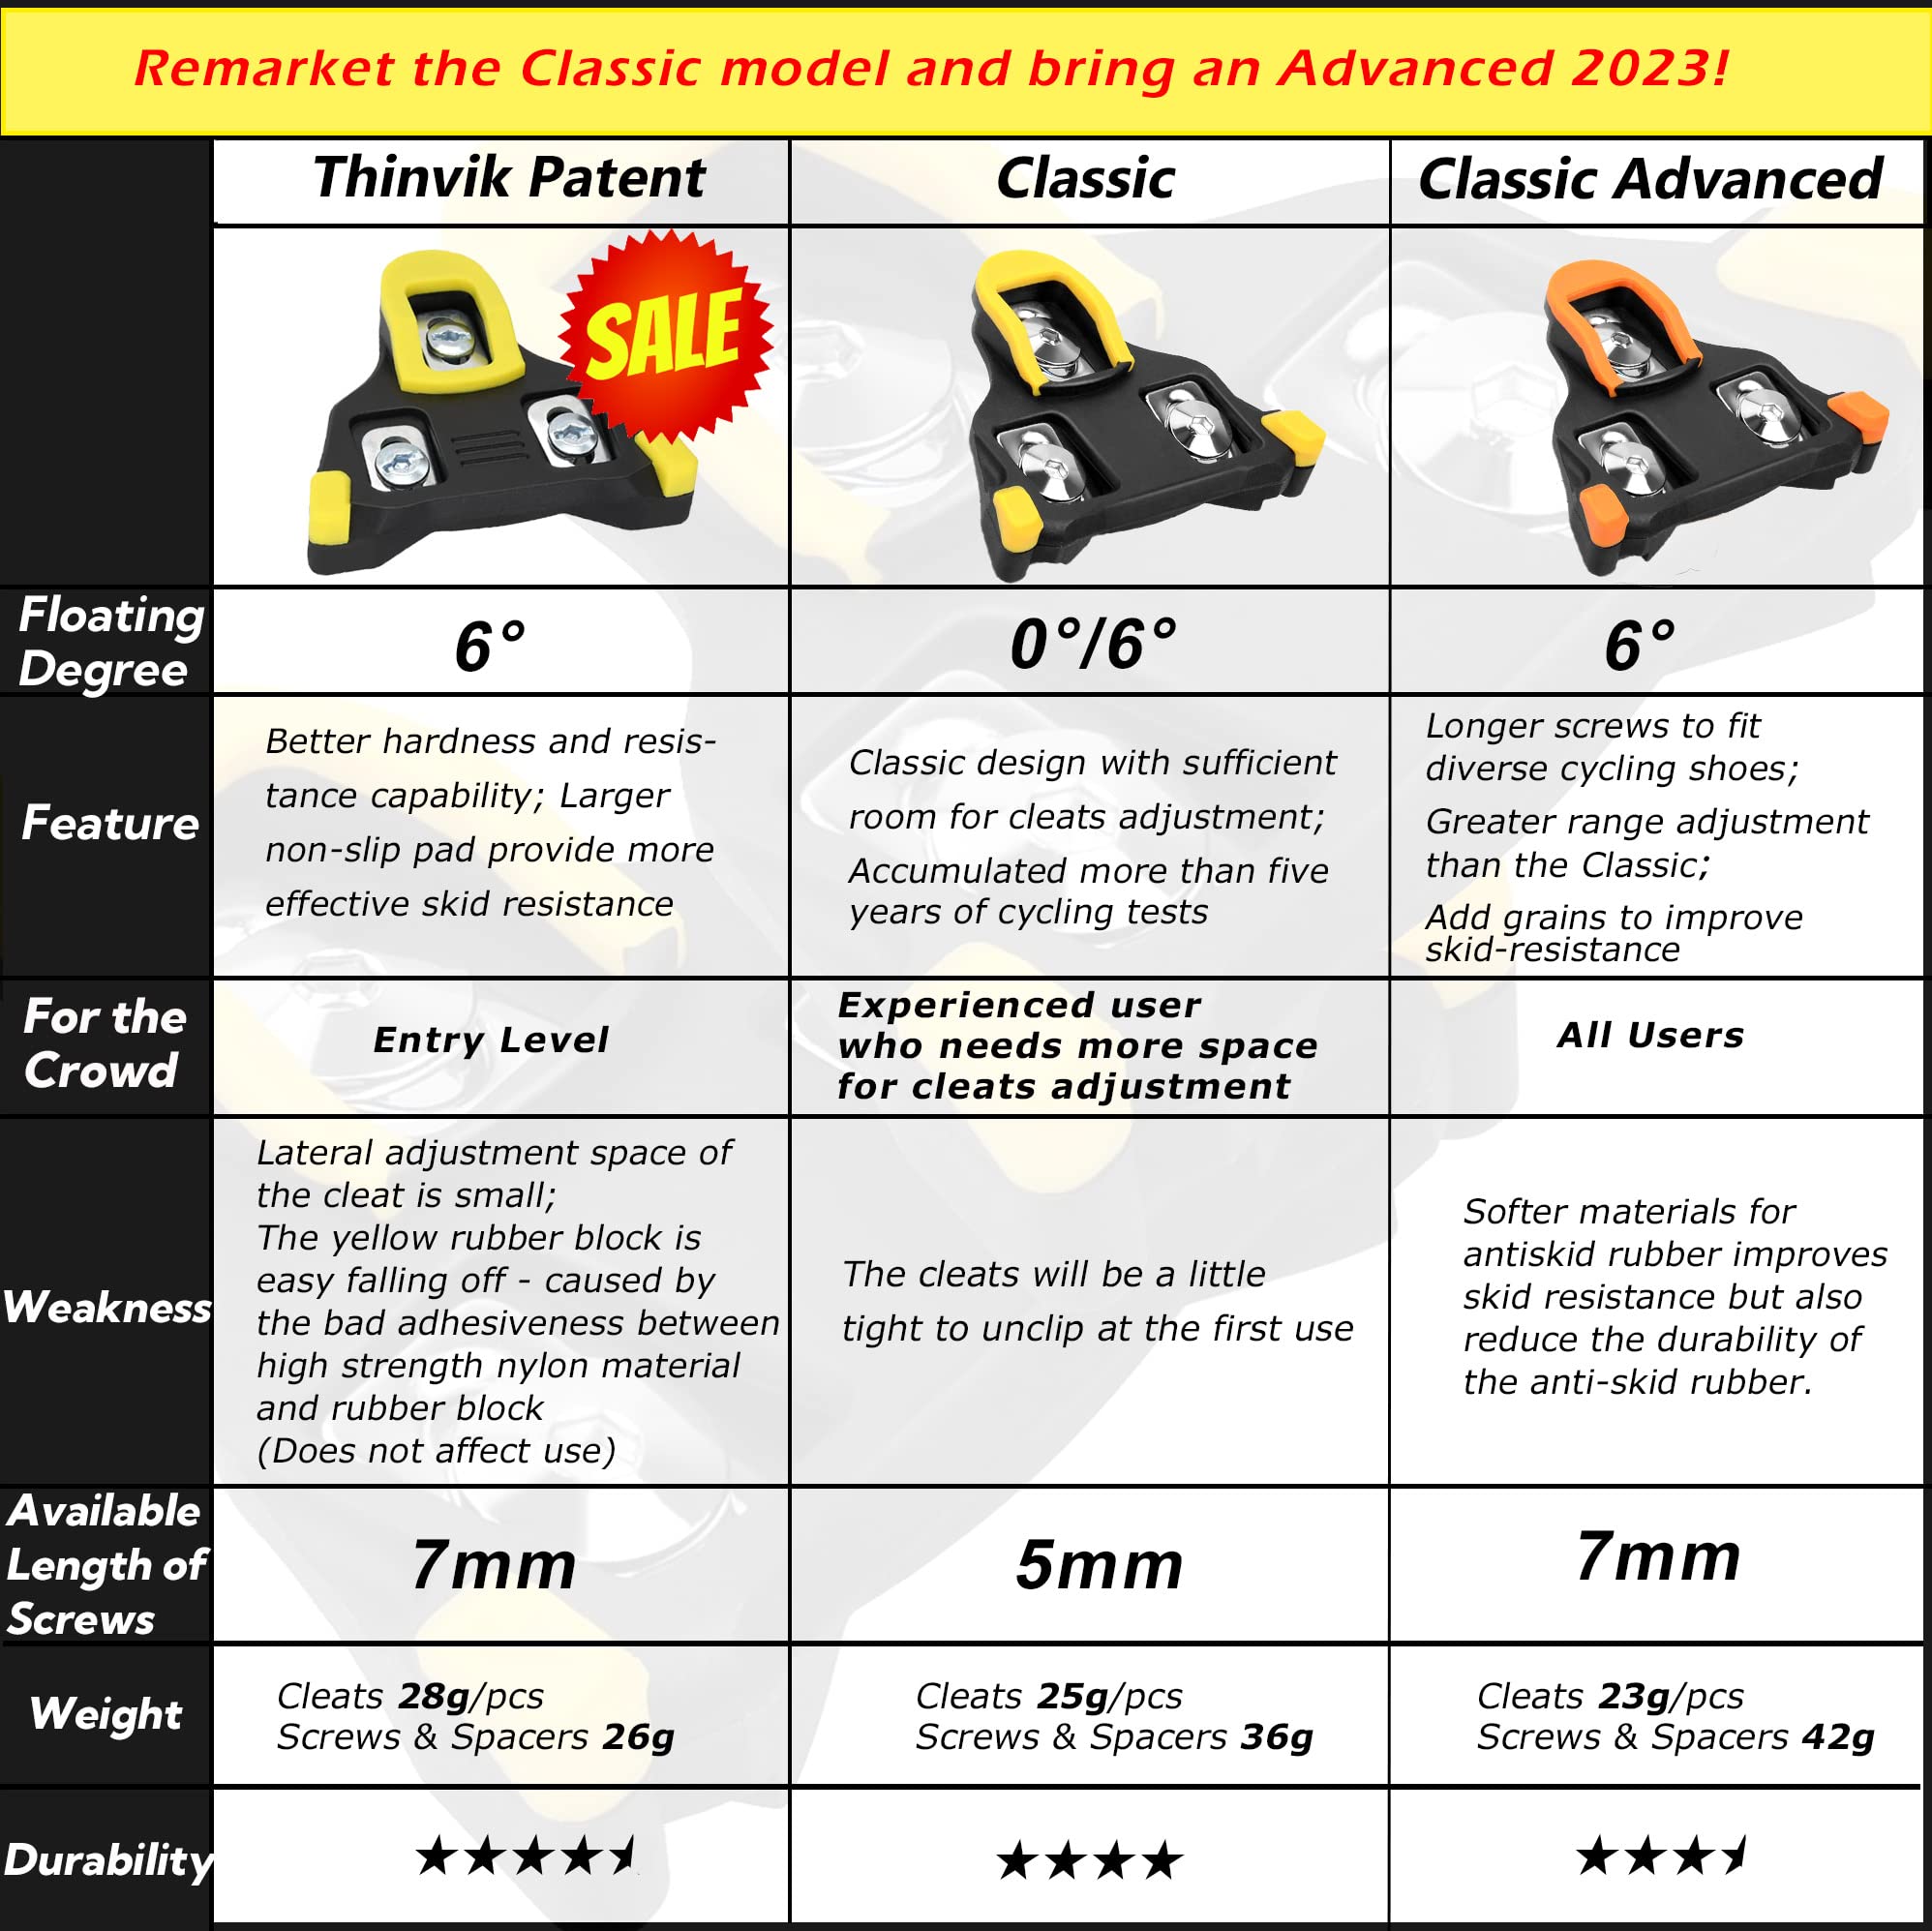 Remarket the Classic model and bring an Advanced 2023!
Thinvik Patent
Classic
Classic Advanced
SALE
Floating
Degree
6°
0°/6°
6°
Feature
Better hardness and resis-
tance capability; Larger
non-slip pad provide more
effective skid resistance
Classic design with sufficient
room for cleats adjustment;
Accumulated more than five
years of cycling tests
Longer screws to fit
diverse cycling shoes;
Greater range adjustment
than the Classic;
Add grains to improve
skid-resistance
For the
Crowd
Entry Level
Experienced user
who needs more space
for cleats adjustment
All Users
Weakness
Lateral adjustment space of
the cleat is small;
The yellow rubber block is
easy falling off - caused by
the bad adhesiveness between
high strength nylon material
and rubber block
(Does not affect use)
The cleats will be a little
tight to unclip at the first use
Softer materials for
antiskid rubber improves
skid resistance but also
reduce the durability of
the anti-skid rubber.
Available
Length of
Screws
7mm
5mm
7mm
Weight
Cleats 28g/pcs
Screws & Spacers 26g
Cleats 25g/pcs
Screws & Spacers 36g
Cleats 23g/pcs
Screws & Spacers 42g
Durability